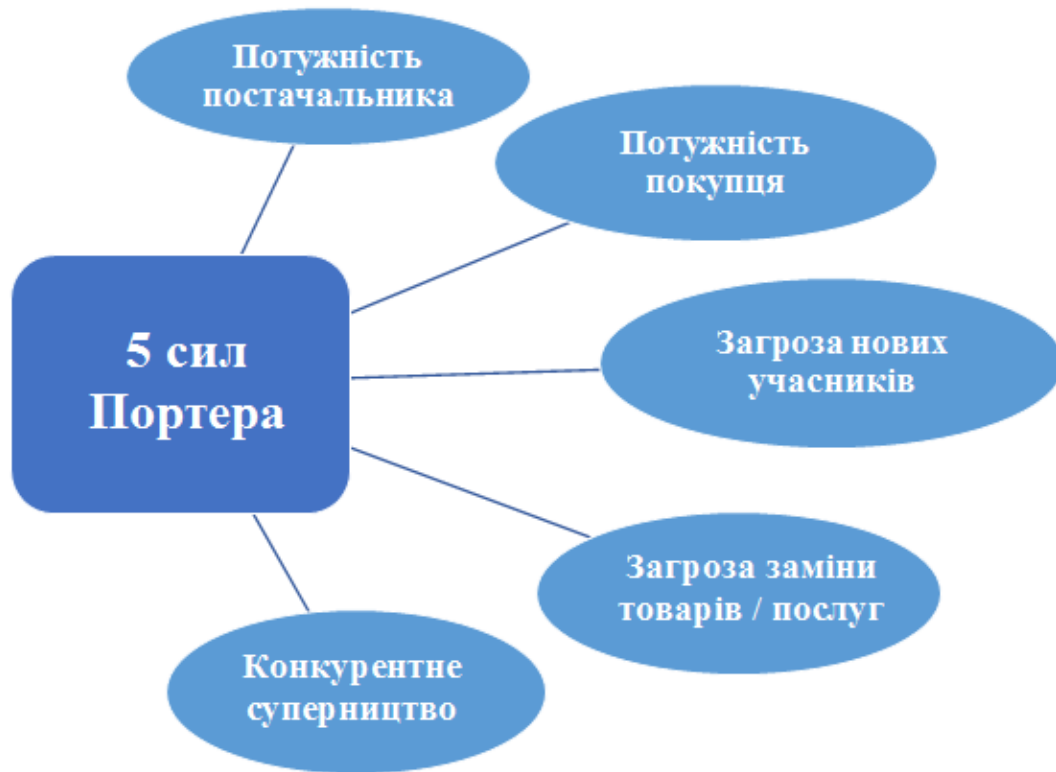 Потужність
постачальника
Потужність
покупця
5 сил
Портера
Загроза нових
учасників
Загроза заміни
товарів / послуг
Конкурентне
суперництво